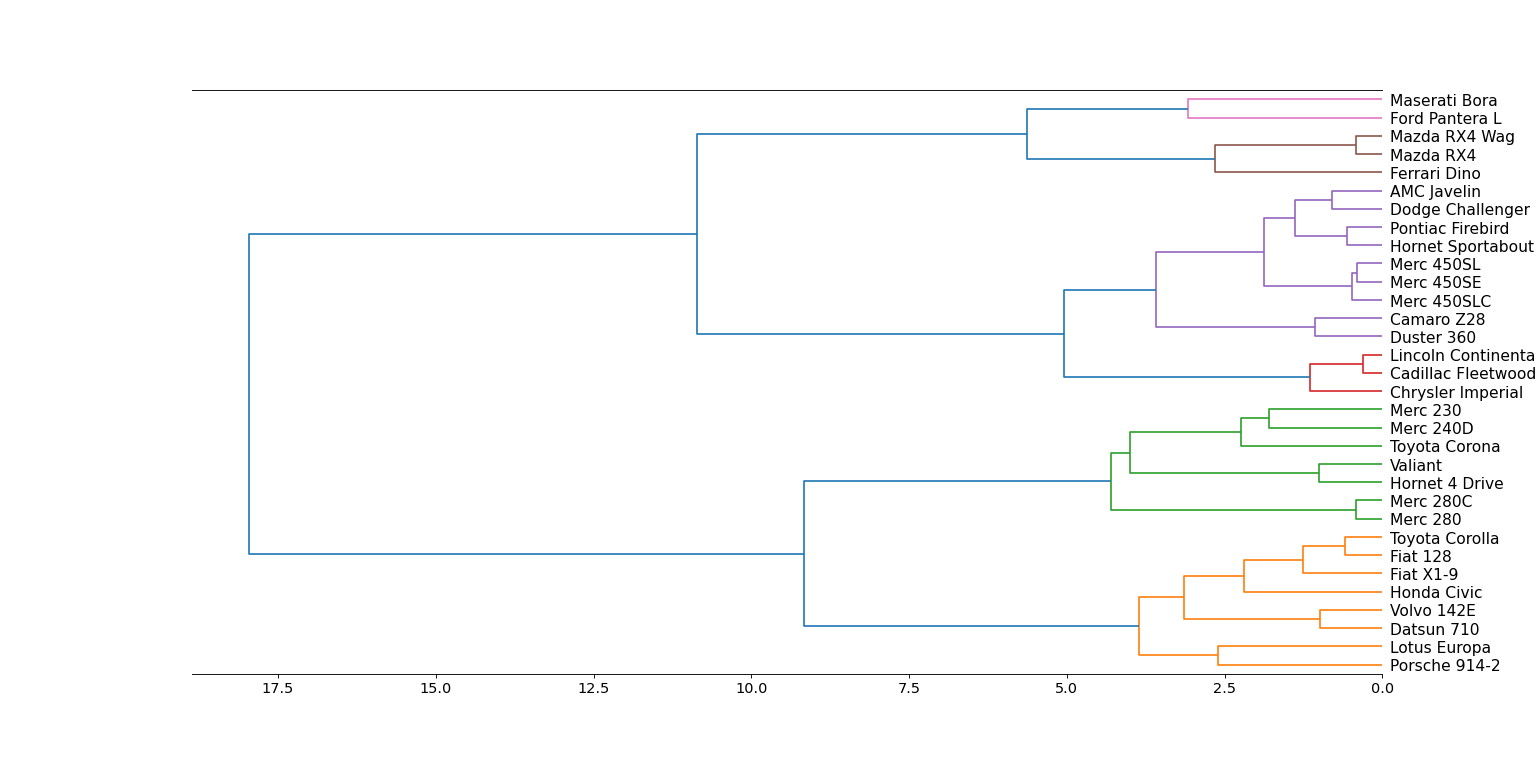 Maserati Bora
Ford Pantera L
Mazda RX4 Wag
Mazda RX4
Ferrari Dino
AMC Javelin
Dodge Challenger
Pontiac Firebird
Hornet Sportabout
Merc 450SL
Merc 450SE
Merc 450SLC
Camaro Z28
Duster 360
Lincoln Continenta
Cadillac Fleetwood
Chrysler Imperial
Merc 230
Merc 240D
Toyota Corona
Valiant
Hornet 4 Drive
Merc 280C
Merc 280
Toyota Corolla
Fiat 128
Fiat X1-9
Honda Civic
Volvo 142E
Datsun 710
Lotus Europa
Porsche 914-2
17.5 15.0 12.5 10.0 7.5 5.0 2.5 0.0